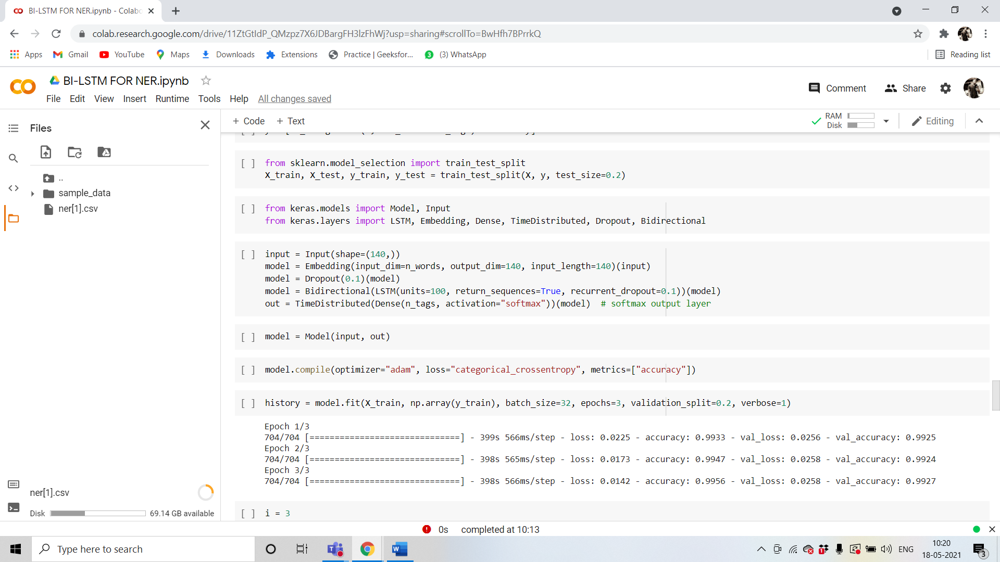 BI-LSTM FOR NER.ipynb - Colab
colab.research.google.com/drive/11ZtGtIdP_QMzpz7X6JDBargFH3lzFhWj?usp=sharing#scrollTo=BwHfh7BPrrkQ
Apps Gmail YouTube Maps Downloads Extensions Practice | Geeksfor... (3) WhatsApp Reading list
BI-LSTM FOR NER.ipynb
Comment Share
File Edit View Insert Runtime Tools Help All changes saved
Files
+ Code + Text
RAM
Disk
Editing
..
sample_data
ner[1].csv
[ ] from sklearn.model_selection import train_test_split
X_train, X_test, y_train, y_test = train_test_split(X, y, test_size=0.2)
[ ] from keras.models import Model, Input
from keras.layers import LSTM, Embedding, Dense, TimeDistributed, Dropout, Bidirectional
[ ] input = Input(shape=(140,))
model = Embedding(input_dim=n_words, output_dim=140, input_length=140)(input)
model = Dropout(0.1)(model)
model = Bidirectional(LSTM(units=100, return_sequences=True, recurrent_dropout=0.1))(model)
out = TimeDistributed(Dense(n_tags, activation="softmax"))(model)  # softmax output layer
[ ] model = Model(input, out)
[ ] model.compile(optimizer="adam", loss="categorical_crossentropy", metrics=["accuracy"])
[ ] history = model.fit(X_train, np.array(y_train), batch_size=32, epochs=3, validation_split=0.2, verbose=1)
Epoch 1/3
704/704 [==============================] - 399s 566ms/step - loss: 0.0225 - accuracy: 0.9933 - val_loss: 0.0256 - val_accuracy: 0.9925
Epoch 2/3
704/704 [==============================] - 398s 565ms/step - loss: 0.0173 - accuracy: 0.9947 - val_loss: 0.0258 - val_accuracy: 0.9924
Epoch 3/3
704/704 [==============================] - 398s 566ms/step - loss: 0.0142 - accuracy: 0.9956 - val_loss: 0.0258 - val_accuracy: 0.9927
[ ] i = 3
ner[1].csv
Disk 69.14 GB available
0s completed at 10:13
Type here to search
ENG
10:20
18-05-2021
3